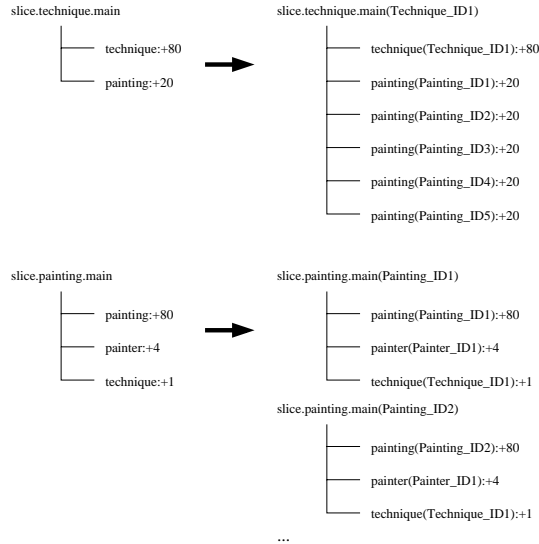 slice.technique.main
technique:+80
painting:+20
slice.technique.main(Technique_ID1)
technique(Technique_ID1):+80
painting(Painting_ID1):+20
painting(Painting_ID2):+20
painting(Painting_ID3):+20
painting(Painting_ID4):+20
painting(Painting_ID5):+20
slice.painting.main
painting:+80
painter:+4
technique:+1
slice.painting.main(Painting_ID1)
painting(Painting_ID1):+80
painter(Painter_ID1):+4
technique(Technique_ID1):+1
slice.painting.main(Painting_ID2)
painting(Painting_ID2):+80
painter(Painter_ID1):+4
technique(Technique_ID1):+1
...